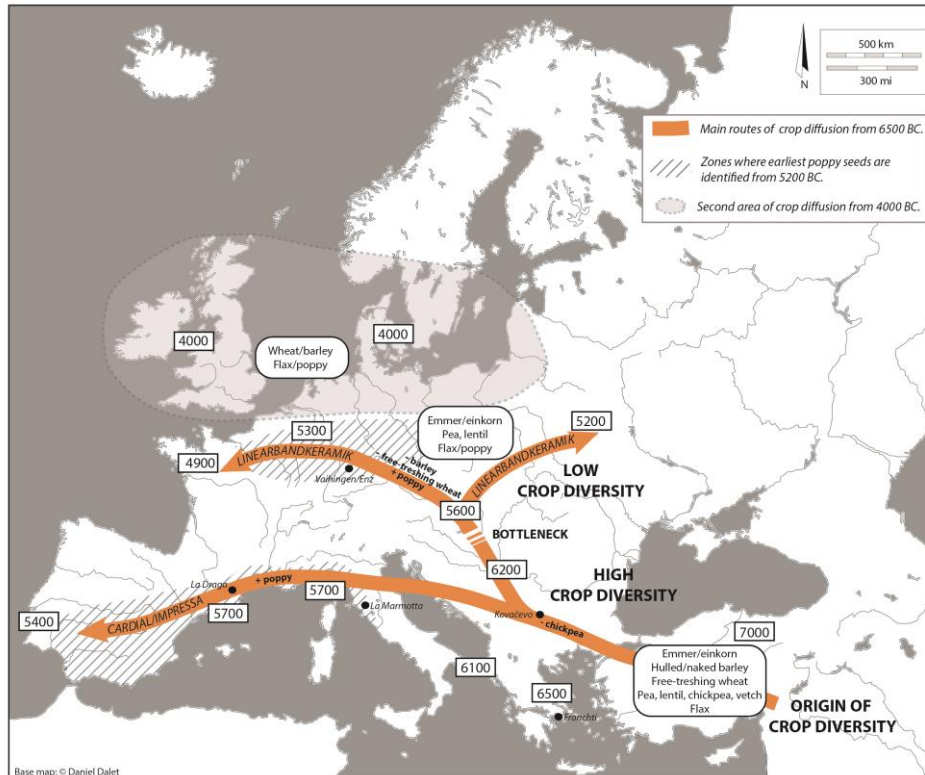 500 km
300 mi
N
Main routes of crop diffusion from 6500 BC.
Zones where earliest poppy seeds are
identified from 5200 BC.
Second area of crop diffusion from 4000 BC.
4000
4000
Wheat/barley
Flax/poppy
Emmer/einkorn
Pea, lentil
Flax/poppy
5300
5200
4900
LINEARBANDKERAMIK
Vaihingen/Enz
– barley
– free-treshing wheat
+ poppy
LINEARBANDKERAMIK
LOW
CROP DIVERSITY
5600
BOTTLENECK
6200
HIGH
CROP DIVERSITY
La Draga
+ poppy
5700
5700
La Marmotta
5400
CARDIAL/IMPRESSA
Kovačevo
- chickpea
7000
Emmer/einkorn
Hulled/naked barley
Free-treshing wheat
Pea, lentil, chickpea, vetch
Flax
6100
6500
Franchti
ORIGIN OF
CROP DIVERSITY
Base map: © Daniel Dalet